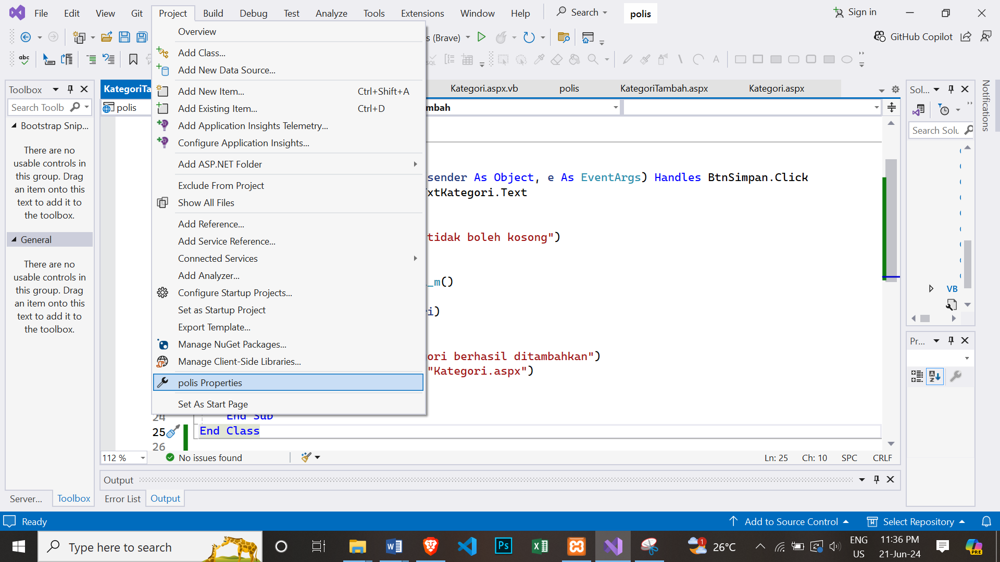 File Edit View Git Project Build Debug Test Analyze Tools Extensions Window Help Search polis Sign in
s (Brave) GitHub Copilot
abc
Toolbox
Search Toolb
Bootstrap Snip...
There are no
usable controls in
this group. Drag
an item onto this
text to add it to
the toolbox.
General
There are no
usable controls in
this group. Drag
an item onto this
text to add it to
the toolbox.
Server... Toolbox
Overview
Add Class...
Add New Data Source...
Add New Item... Ctrl+Shift+A
Add Existing Item... Ctrl+D
Add Application Insights Telemetry...
Configure Application Insights...
Add ASP.NET Folder
Exclude From Project
Show All Files
Add Reference...
Add Service Reference...
Connected Services
Add Analyzer...
Configure Startup Projects...
Set as Startup Project
Export Template...
Manage NuGet Packages...
Manage Client-Side Libraries...
polis Properties
Set As Start Page
KategoriTa Kategori.aspx.vb polis KategoriTambah.aspx Kategori.aspx
polis mbah
sender As Object, e As EventArgs) Handles BtnSimpan.Click
xtKategori.Text
tidak boleh kosong")
_m()
i)
ori berhasil ditambahkan")
"Kategori.aspx")
24 End Sub
25 End Class
26
112 % No issues found Ln: 25 Ch: 10 SPC CRLF
Output
Error List Output
Sol...
Search Solu
VB
Pr...
Notifications
Ready Add to Source Control Select Repository
Type here to search Ps 1 26°C ENG 11:36 PM
US 21-Jun-24 PRE